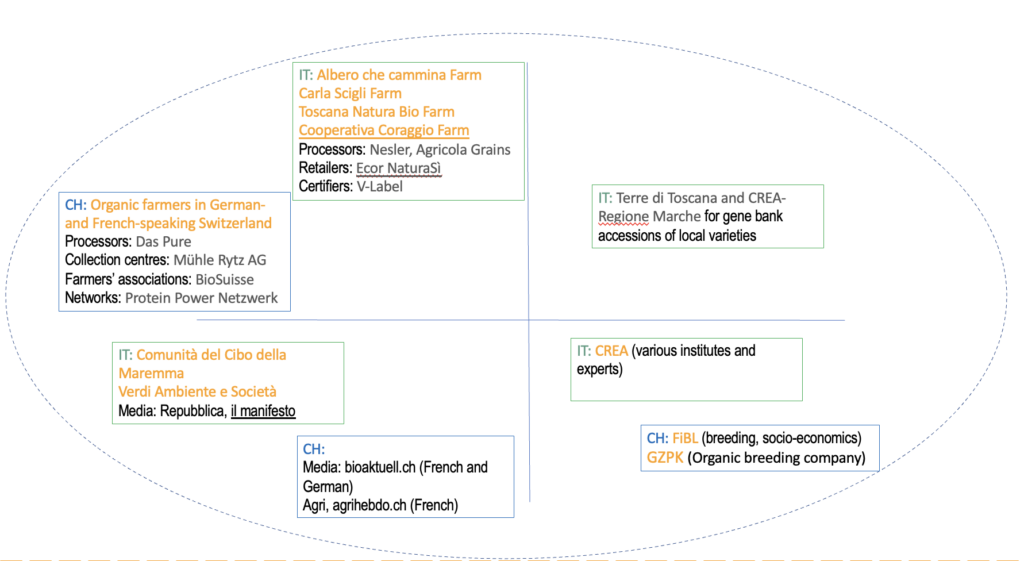 IT: Albero che cammina Farm
Carla Scigli Farm
Toscana Natura Bio Farm
Cooperativa Coraggio Farm
Processors: Nesler, Agricola Grains
Retailers: Ecor NaturaSì
Certifiers: V-Label
CH: Organic farmers in German-
and French-speaking Switzerland
Processors: Das Pure
Collection centres: Mühle Rytz AG
Farmers' associations: BioSuisse
Networks: Protein Power Netzwerk
IT: Terre di Toscana and CREA-
Regione Marche for gene bank
accessions of local varieties
IT: Comunità del Cibo della
Maremma
Verdi Ambiente e Società
Media: Repubblica, il manifesto
IT: CREA (various institutes and
experts)
CH:
Media: bioaktuell.ch (French and
German)
Agri, agrihebdo.ch (French)
CH: FiBL (breeding, socio-economics)
GZPK (Organic breeding company)